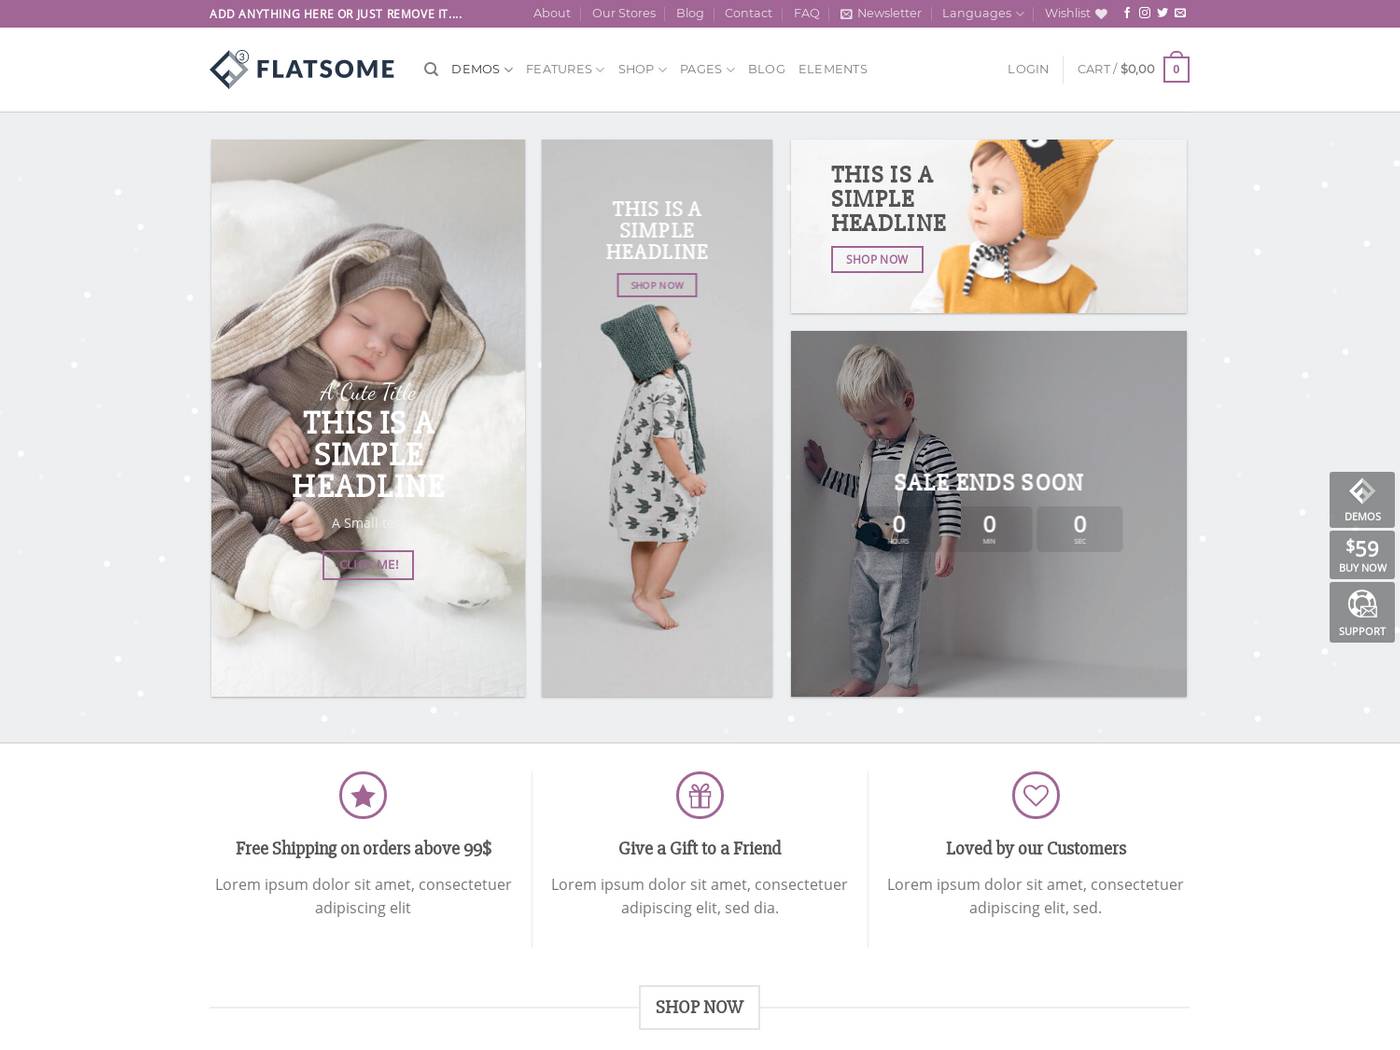 ADD ANYTHING HERE OR JUST REMOVE IT....
About
Our Stores
Blog
Contact
FAQ
Newsletter
Languages
Wishlist
3
FLATSOME
DEMOS
FEATURES
SHOP
PAGES
BLOG
ELEMENTS
LOGIN
CART / $0,00
0
A Cute Title
THIS IS A
SIMPLE
HEADLINE
A Small te
CLICK ME!
THIS IS A
SIMPLE
HEADLINE
SHOP NOW
THIS IS A
SIMPLE
HEADLINE
SHOP NOW
SALE ENDS SOON
0
HOURS
0
MIN
0
SEC
DEMOS
$59
BUY NOW
SUPPORT
Free Shipping on orders above 99$
Lorem ipsum dolor sit amet, consectetuer
adipiscing elit
Give a Gift to a Friend
Lorem ipsum dolor sit amet, consectetuer
adipiscing elit, sed dia.
Loved by our Customers
Lorem ipsum dolor sit amet, consectetuer
adipiscing elit, sed.
SHOP NOW